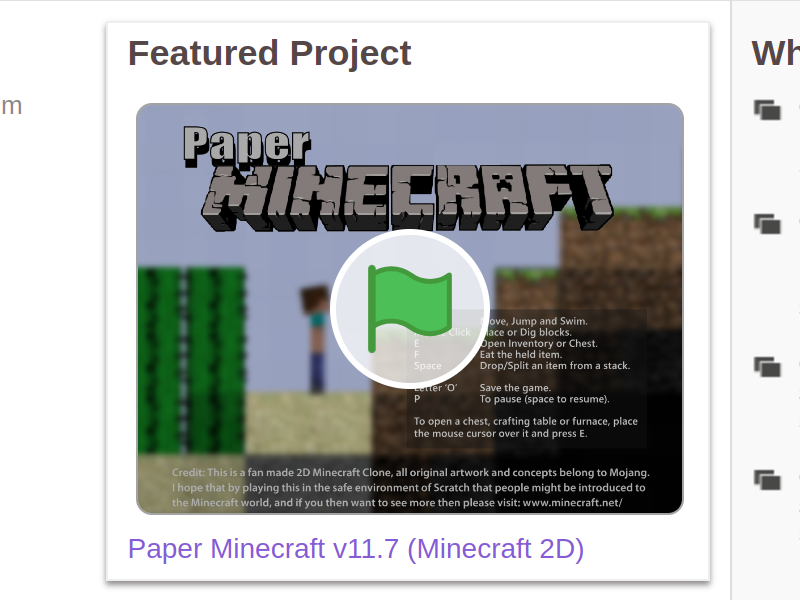 m
Featured Project
Wh
Paper
MINECRAFT
Move, Jump and Swim.
Click Place or Dig blocks.
E Open Inventory or Chest.
F Eat the held item.
Space Drop/Split an item from a stack.
Letter 'O' Save the game.
P To pause (space to resume).
To open a chest, crafting table or furnace, place
the mouse cursor over it and press E.
Credit: This is a fan made 2D Minecraft Clone, all original artwork and concepts belong to Mojang.
I hope that by playing this in the safe environment of Scratch that people might be introduced to
the Minecraft world, and if you then want to see more then please visit: www.minecraft.net/
Paper Minecraft v11.7 (Minecraft 2D)